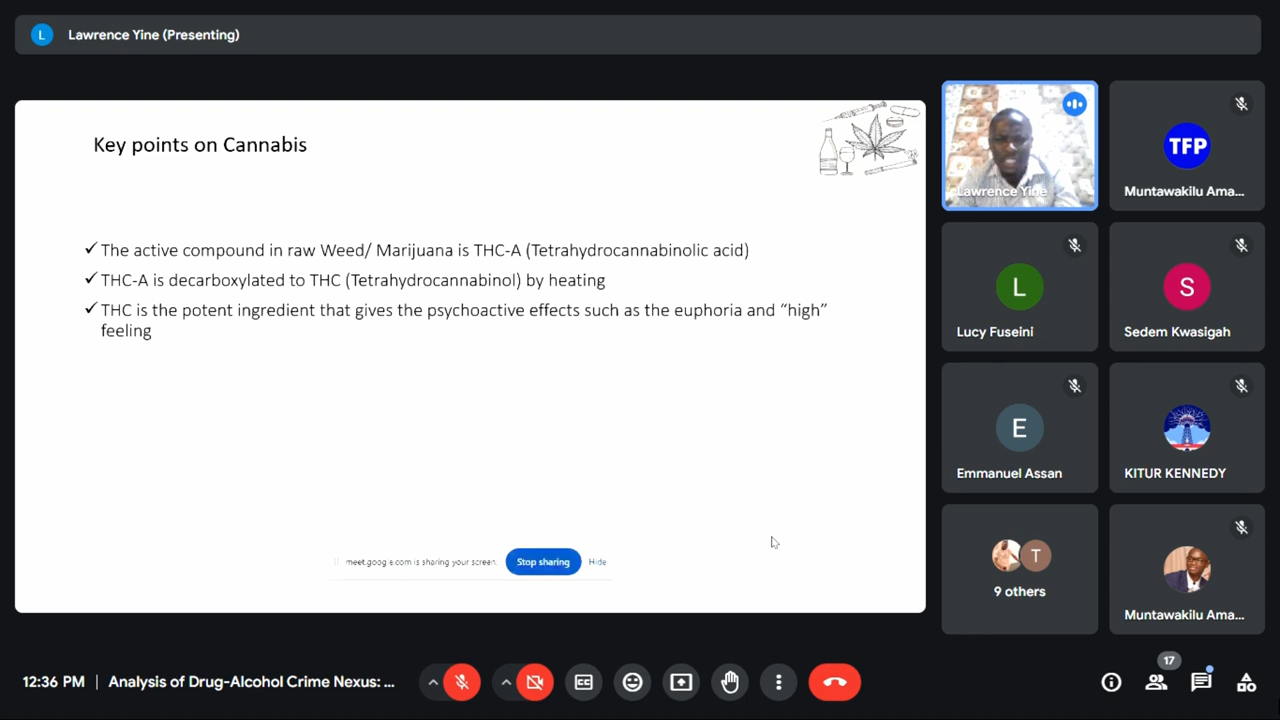 L
Lawrence Yine (Presenting)
Key points on Cannabis
✓ The active compound in raw Weed/ Marijuana is THC-A (Tetrahydrocannabinolic acid)
✓ THC-A is decarboxylated to THC (Tetrahydrocannabinol) by heating
✓ THC is the potent ingredient that gives the psychoactive effects such as the euphoria and “high”
feeling
meet.google.com is sharing your screen.
Stop sharing
Hide
Lawrence Yine
TFP
Muntawakilu Ama...
L
Lucy Fuseini
S
Sedem Kwasigah
E
Emmanuel Assan
KITUR KENNEDY
T
9 others
Muntawakilu Ama...
12:36 PM | Analysis of Drug-Alcohol Crime Nexus: ...
CC
17